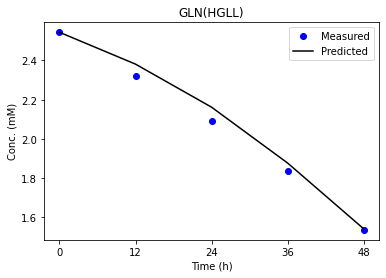 GLN(HGLL)
Measured
Predicted
Conc. (mM)
2.4
2.2
2.0
1.8
1.6
0 12 24 36 48
Time (h)